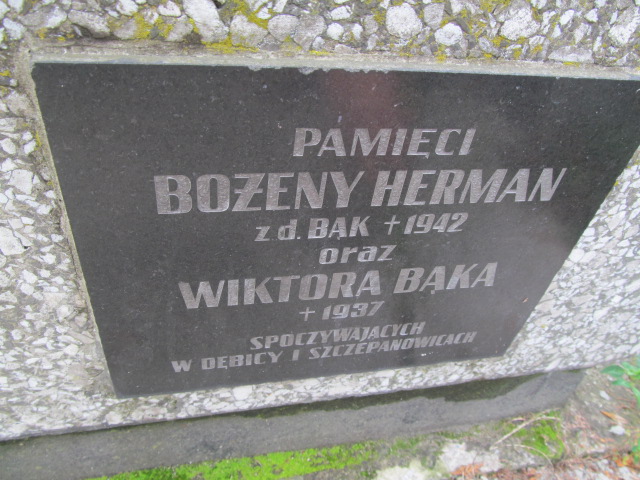 PAMIĘCI
BOŻENY HERMAN
z d. BĄK +1942
oraz
WIKTORA BĄKA
+1937
SPOCZYWAJĄCYCH
W DĘBICY I SZCZEPANOWICACH